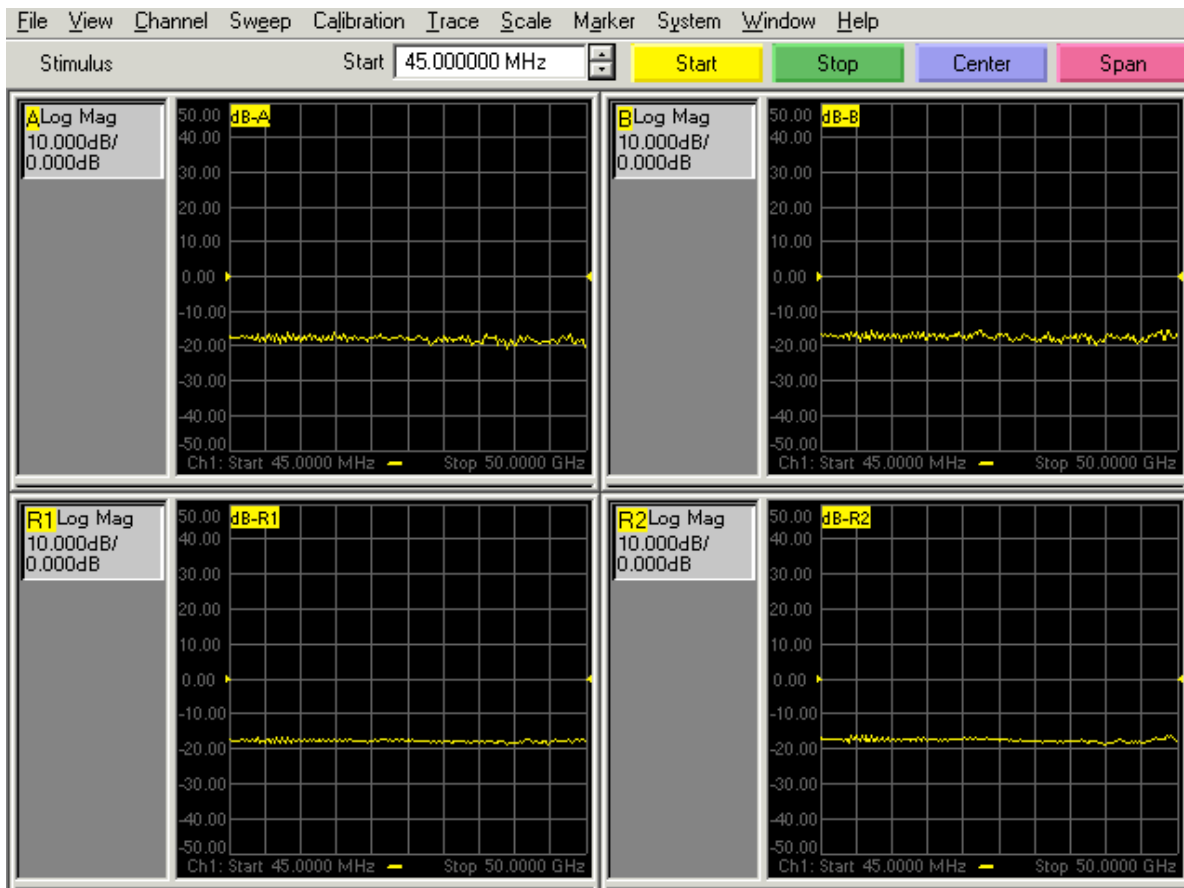 File View Channel Sweep Calibration Trace Scale Marker System Window Help
Stimulus Start 45.000000 MHz Start Stop Center Span
A Log Mag
10.000dB/
0.000dB
50.00 dB-A
40.00
30.00
20.00
10.00
0.00
-10.00
-20.00
-30.00
-40.00
-50.00
Ch1: Start 45.0000 MHz Stop 50.0000 GHz
B Log Mag
10.000dB/
0.000dB
50.00 dB-B
40.00
30.00
20.00
10.00
0.00
-10.00
-20.00
-30.00
-40.00
-50.00
Ch1: Start 45.0000 MHz Stop 50.0000 GHz
R1 Log Mag
10.000dB/
0.000dB
50.00 dB-R1
40.00
30.00
20.00
10.00
0.00
-10.00
-20.00
-30.00
-40.00
-50.00
Ch1: Start 45.0000 MHz Stop 50.0000 GHz
R2 Log Mag
10.000dB/
0.000dB
50.00 dB-R2
40.00
30.00
20.00
10.00
0.00
-10.00
-20.00
-30.00
-40.00
-50.00
Ch1: Start 45.0000 MHz Stop 50.0000 GHz